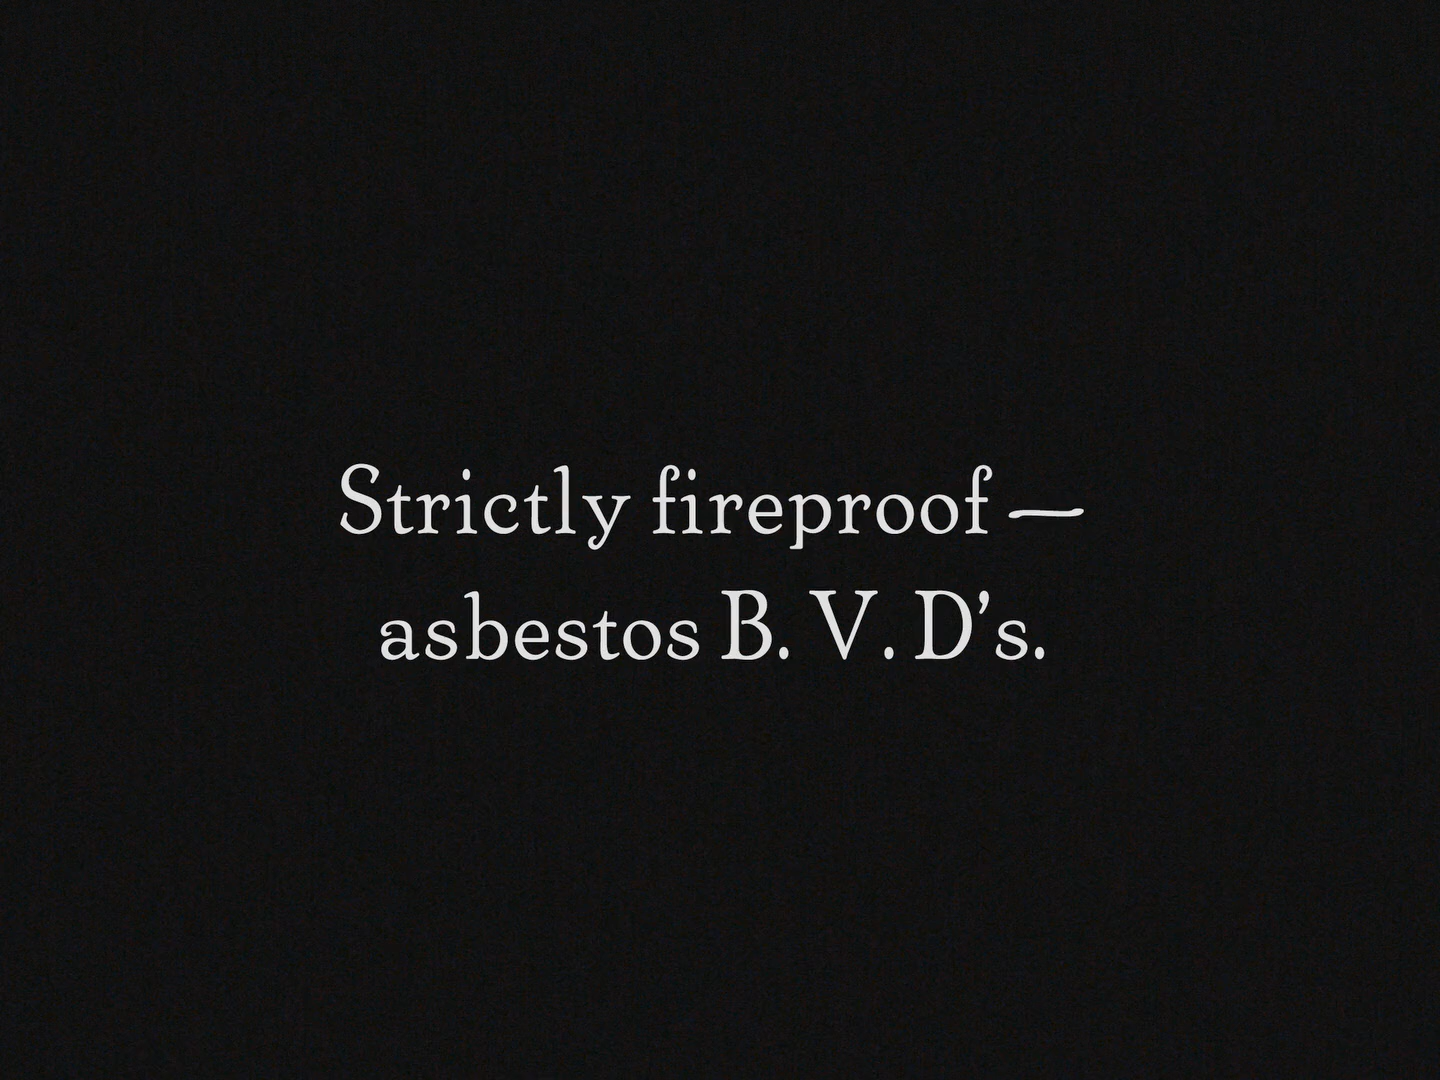 Strictly fireproof —
asbestos B. V. D's.